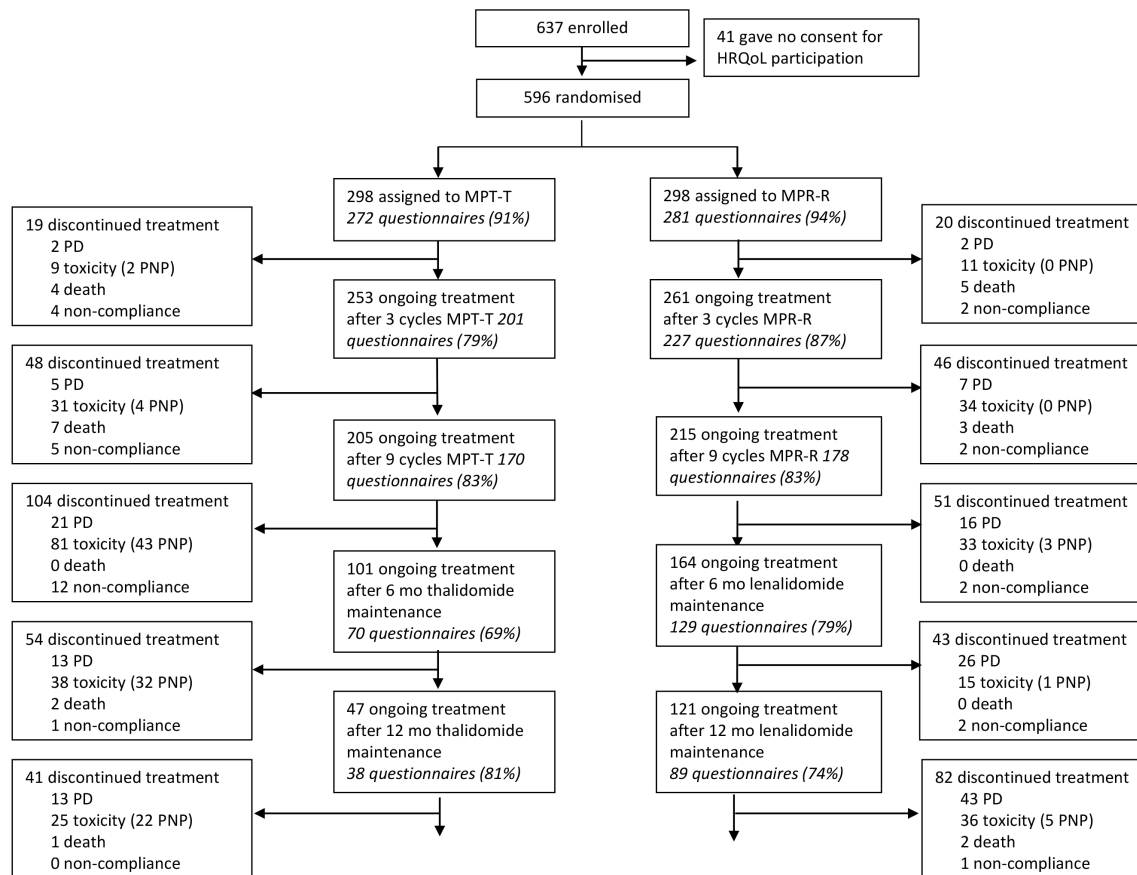 637 enrolled
41 gave no consent for
HRQoL participation
596 randomised
298 assigned to MPT-T
272 questionnaires (91%)
298 assigned to MPR-R
281 questionnaires (94%)
19 discontinued treatment
2 PD
9 toxicity (2 PNP)
4 death
4 non-compliance
20 discontinued treatment
2 PD
11 toxicity (0 PNP)
5 death
2 non-compliance
253 ongoing treatment
after 3 cycles MPT-T 201
questionnaires (79%)
261 ongoing treatment
after 3 cycles MPR-R
227 questionnaires (87%)
48 discontinued treatment
5 PD
31 toxicity (4 PNP)
7 death
5 non-compliance
46 discontinued treatment
7 PD
34 toxicity (0 PNP)
3 death
2 non-compliance
205 ongoing treatment
after 9 cycles MPT-T 170
questionnaires (83%)
215 ongoing treatment
after 9 cycles MPR-R 178
questionnaires (83%)
104 discontinued treatment
21 PD
81 toxicity (43 PNP)
0 death
12 non-compliance
51 discontinued treatment
16 PD
33 toxicity (3 PNP)
0 death
2 non-compliance
101 ongoing treatment
after 6 mo thalidomide
maintenance
70 questionnaires (69%)
164 ongoing treatment
after 6 mo lenalidomide
maintenance
129 questionnaires (79%)
54 discontinued treatment
13 PD
38 toxicity (32 PNP)
2 death
1 non-compliance
43 discontinued treatment
26 PD
15 toxicity (1 PNP)
0 death
2 non-compliance
47 ongoing treatment
after 12 mo thalidomide
maintenance
38 questionnaires (81%)
121 ongoing treatment
after 12 mo lenalidomide
maintenance
89 questionnaires (74%)
41 discontinued treatment
13 PD
25 toxicity (22 PNP)
1 death
0 non-compliance
82 discontinued treatment
43 PD
36 toxicity (5 PNP)
2 death
1 non-compliance